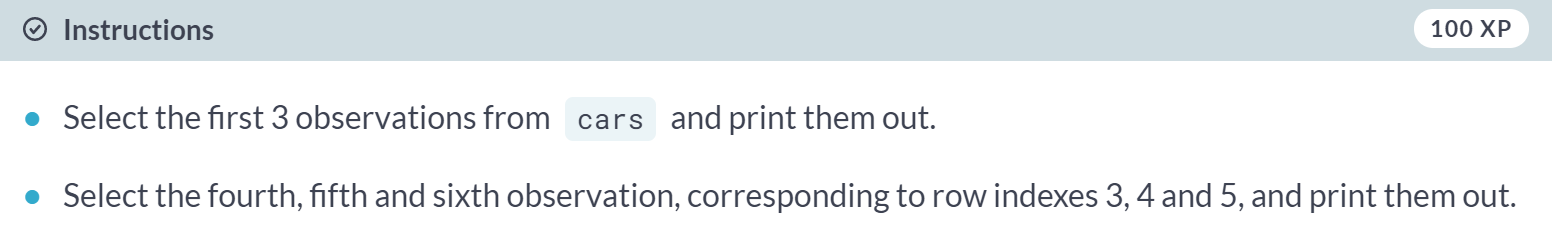 Instructions 100 XP
Select the first 3 observations from cars and print them out.
Select the fourth, fifth and sixth observation, corresponding to row indexes 3, 4 and 5, and print them out.